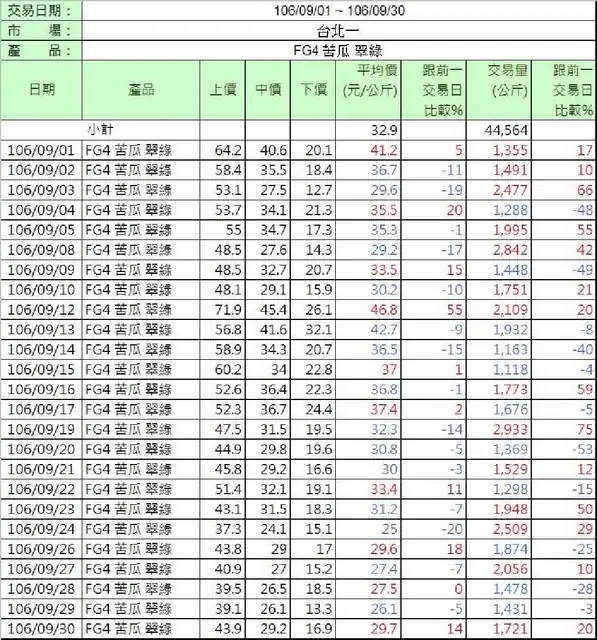 交易日期： 106/09/01 ~ 106/09/30
市 場： 台北一
產 品： FG4 苦瓜 翠綠
日期 產品 上價 中價 下價 平均價(元/公斤) 跟前一交易日比較% 交易量(公斤) 跟前一交易日比較%
小計 32.9 44,564
106/09/01 FG4 苦瓜 翠綠 64.2 40.6 20.1 41.2 5 1,355 17
106/09/02 FG4 苦瓜 翠綠 58.4 35.5 18.4 36.7 -11 1,491 10
106/09/03 FG4 苦瓜 翠綠 53.1 27.5 12.7 29.6 -19 2,477 66
106/09/04 FG4 苦瓜 翠綠 53.7 34.1 21.3 35.5 20 1,288 -48
106/09/05 FG4 苦瓜 翠綠 55 34.7 17.3 35.3 -1 1,995 55
106/09/08 FG4 苦瓜 翠綠 48.5 27.6 14.3 29.2 -17 2,842 42
106/09/09 FG4 苦瓜 翠綠 48.5 32.7 20.7 33.5 15 1,448 -49
106/09/10 FG4 苦瓜 翠綠 48.1 29.1 15.9 30.2 -10 1,751 21
106/09/12 FG4 苦瓜 翠綠 71.9 45.4 26.1 46.8 55 2,109 20
106/09/13 FG4 苦瓜 翠綠 56.8 41.6 32.1 42.7 -9 1,932 -8
106/09/14 FG4 苦瓜 翠綠 58.9 34.3 20.7 36.5 -15 1,163 -40
106/09/15 FG4 苦瓜 翠綠 60.2 34 22.8 37 1 1,118 -4
106/09/16 FG4 苦瓜 翠綠 52.6 36.4 22.3 36.8 -1 1,773 59
106/09/17 FG4 苦瓜 翠綠 52.3 36.7 24.4 37.4 2 1,676 -5
106/09/19 FG4 苦瓜 翠綠 47.5 31.5 19.5 32.3 -14 2,933 75
106/09/20 FG4 苦瓜 翠綠 44.9 29.8 19.6 30.8 -5 1,369 -53
106/09/21 FG4 苦瓜 翠綠 45.8 29.2 16.6 30 -3 1,529 12
106/09/22 FG4 苦瓜 翠綠 51.4 32.1 19.1 33.4 11 1,298 -15
106/09/23 FG4 苦瓜 翠綠 43.1 31.5 18.3 31.2 -7 1,948 50
106/09/24 FG4 苦瓜 翠綠 37.3 24.1 15.1 25 -20 2,509 29
106/09/26 FG4 苦瓜 翠綠 43.8 29 17 29.6 18 1,874 -25
106/09/27 FG4 苦瓜 翠綠 40.9 27 15.2 27.4 -7 2,056 10
106/09/28 FG4 苦瓜 翠綠 39.5 26.5 18.5 27.5 0 1,478 -28
106/09/29 FG4 苦瓜 翠綠 39.1 26.1 13.3 26.1 -5 1,431 -3
106/09/30 FG4 苦瓜 翠綠 43.9 29.2 16.9 29.7 14 1,721 20